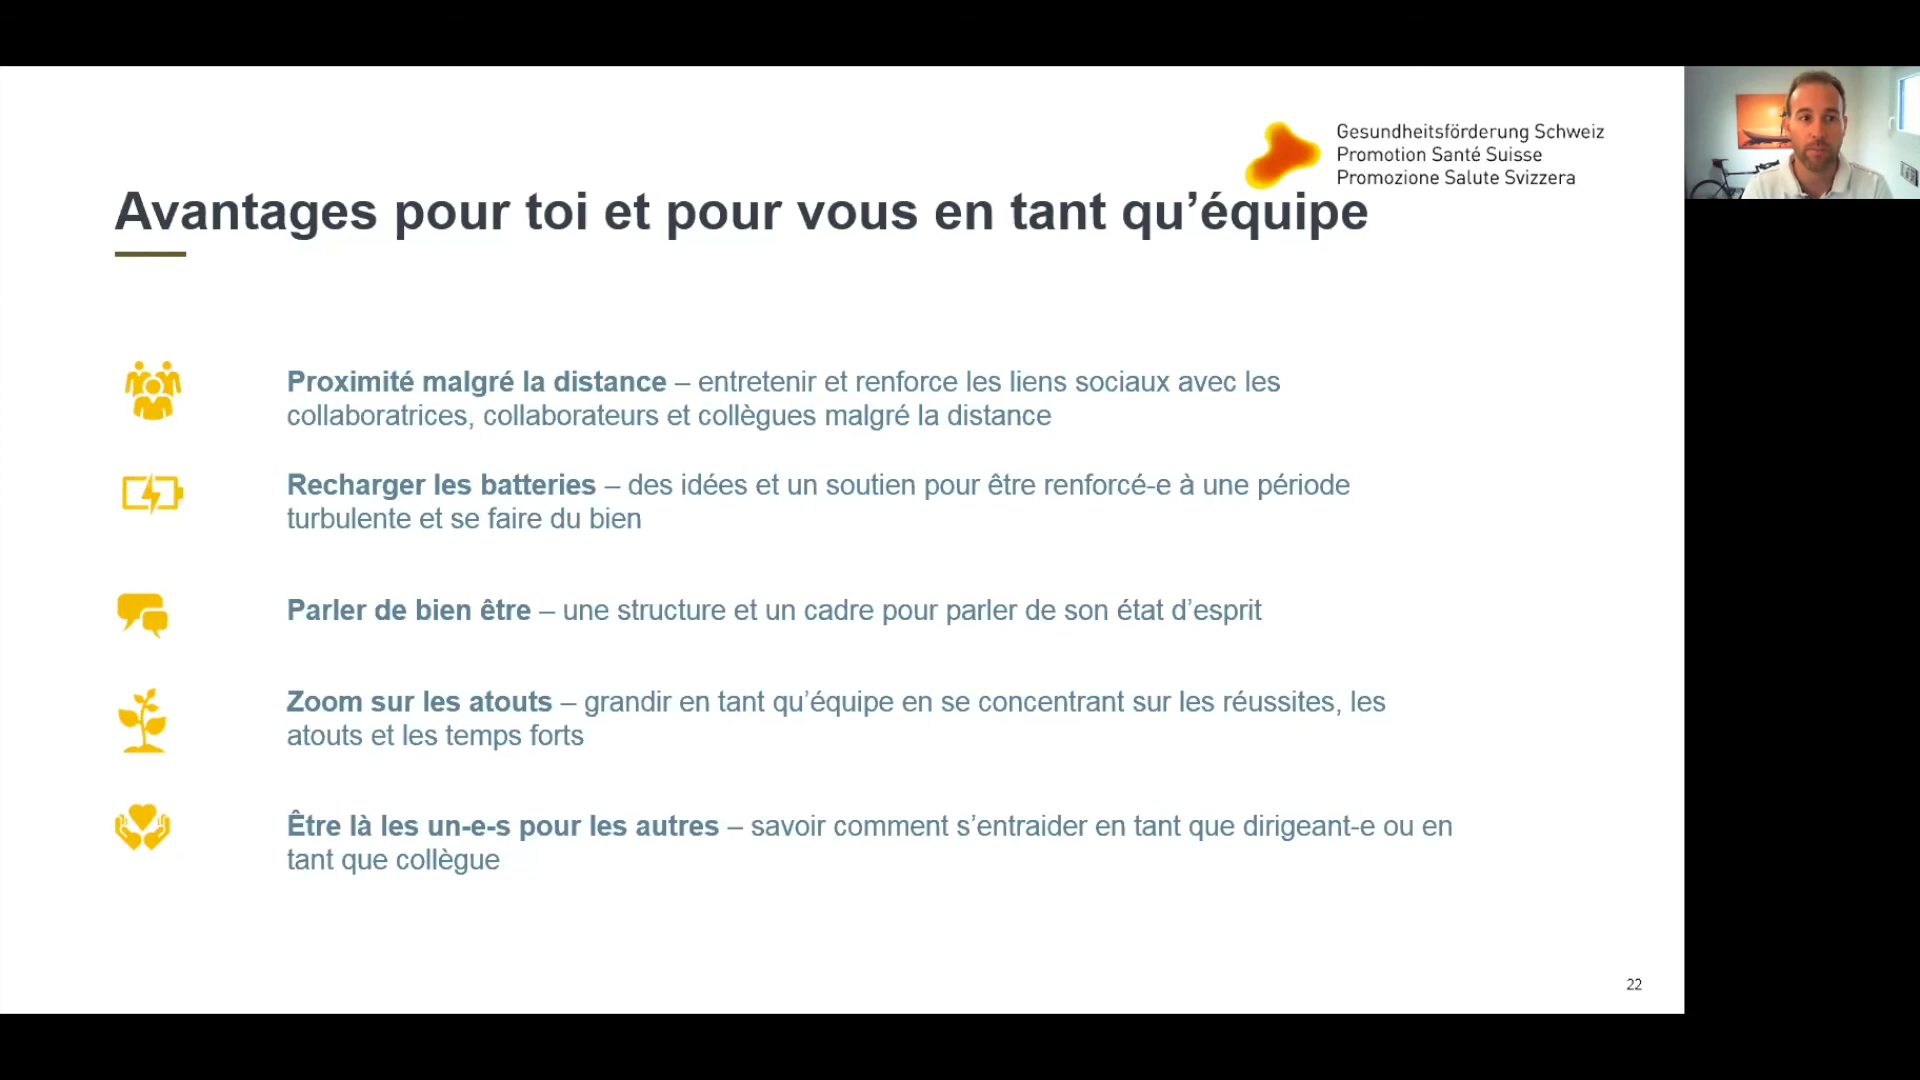 Gesundheitsförderung Schweiz
Promotion Santé Suisse
Promozione Salute Svizzera
Avantages pour toi et pour vous en tant qu’équipe
Proximité malgré la distance – entretenir et renforce les liens sociaux avec les
collaboratrices, collaborateurs et collègues malgré la distance
Recharger les batteries – des idées et un soutien pour être renforcé-e à une période
turbulente et se faire du bien
Parler de bien être – une structure et un cadre pour parler de son état d’esprit
Zoom sur les atouts – grandir en tant qu’équipe en se concentrant sur les réussites, les
atouts et les temps forts
Être là les un-e-s pour les autres – savoir comment s’entraider en tant que dirigeant-e ou en
tant que collègue
22